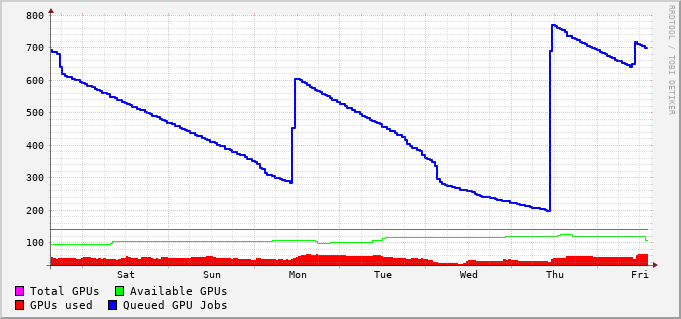 800
700
600
500
400
300
200
100
Sat Sun Mon Tue Wed Thu Fri
Total GPUs Available GPUs
GPUs used Queued GPU Jobs
RRDTOOL / TOBI OETIKER